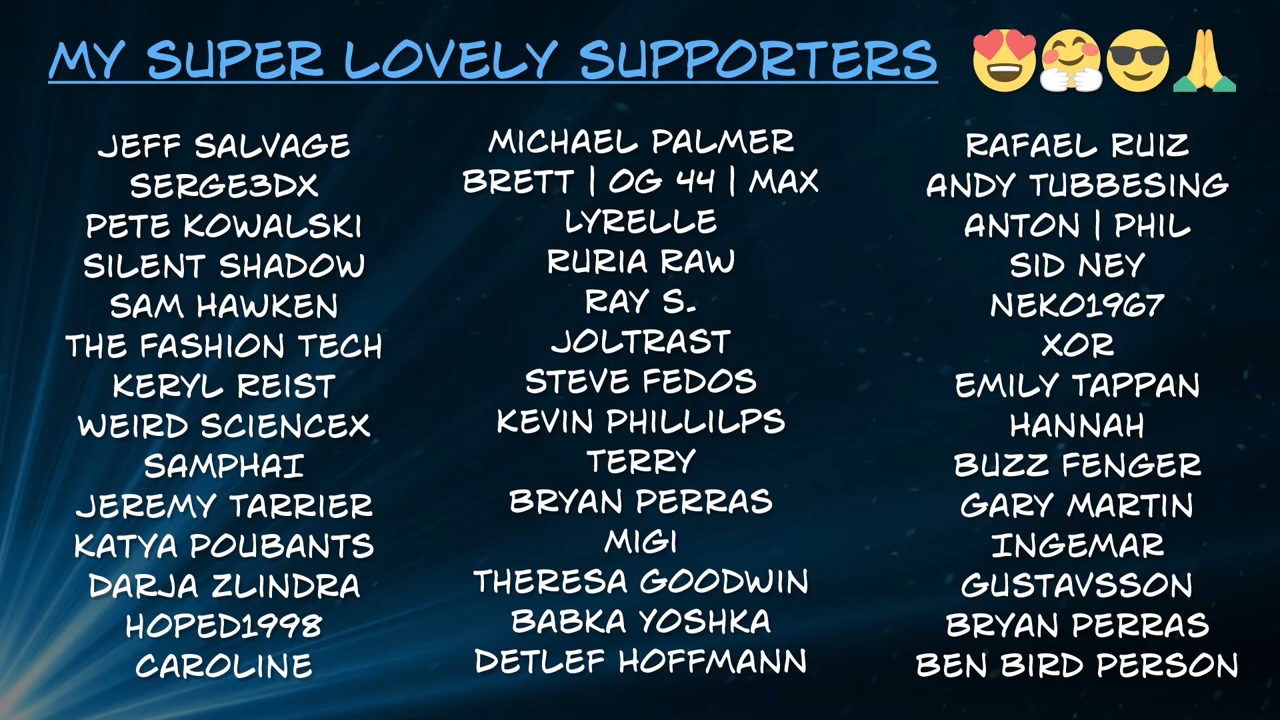 MY SUPER LOVELY SUPPORTERS 😍🤗😎🙏
JEFF SALVAGE
SERGE3DX
PETE KOWALSKI
SILENT SHADOW
SAM HAWKEN
THE FASHION TECH
KERYL REIST
WEIRD SCIENCEX
SAMPHAI
JEREMY TARRIER
KATYA POUBANTS
DARJA ZLINDRA
HOPED1998
CAROLINE
MICHAEL PALMER
BRETT | OG 44 | MAX
LYRELLE
RURIA RAW
RAY S.
JOLTRAST
STEVE FEDOS
KEVIN PHILLILPS
TERRY
BRYAN PERRAS
MIGI
THERESA GOODWIN
BABKA YOSHKA
DETLEF HOFFMANN
RAFAEL RUIZ
ANDY TUBBESING
ANTON | PHIL
SID NEY
NEKO1967
XOR
EMILY TAPPAN
HANNAH
BUZZ FENGER
GARY MARTIN
INGEMAR
GUSTAVSSON
BRYAN PERRAS
BEN BIRD PERSON